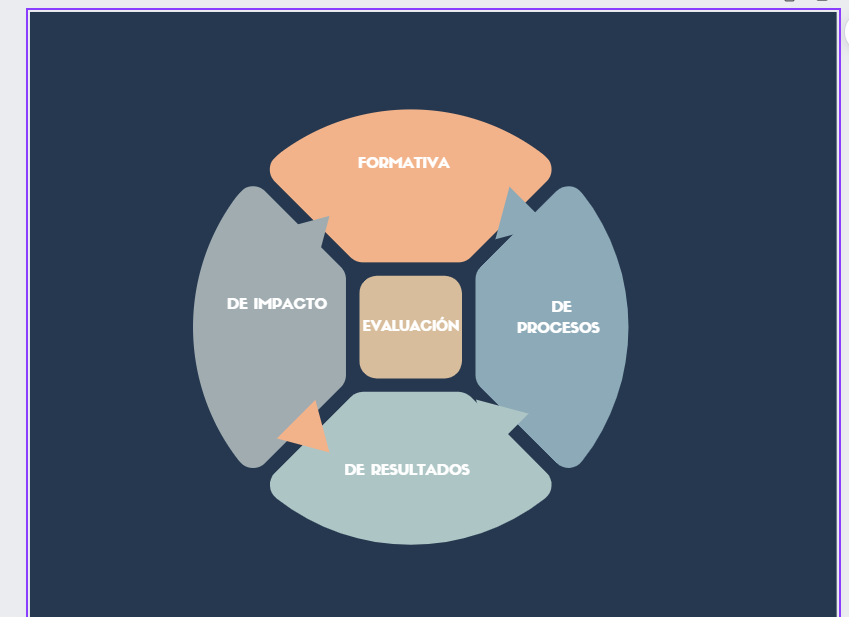 FORMATIVA
DE IMPACTO
DE
PROCESOS
EVALUACIÓN
DE RESULTADOS